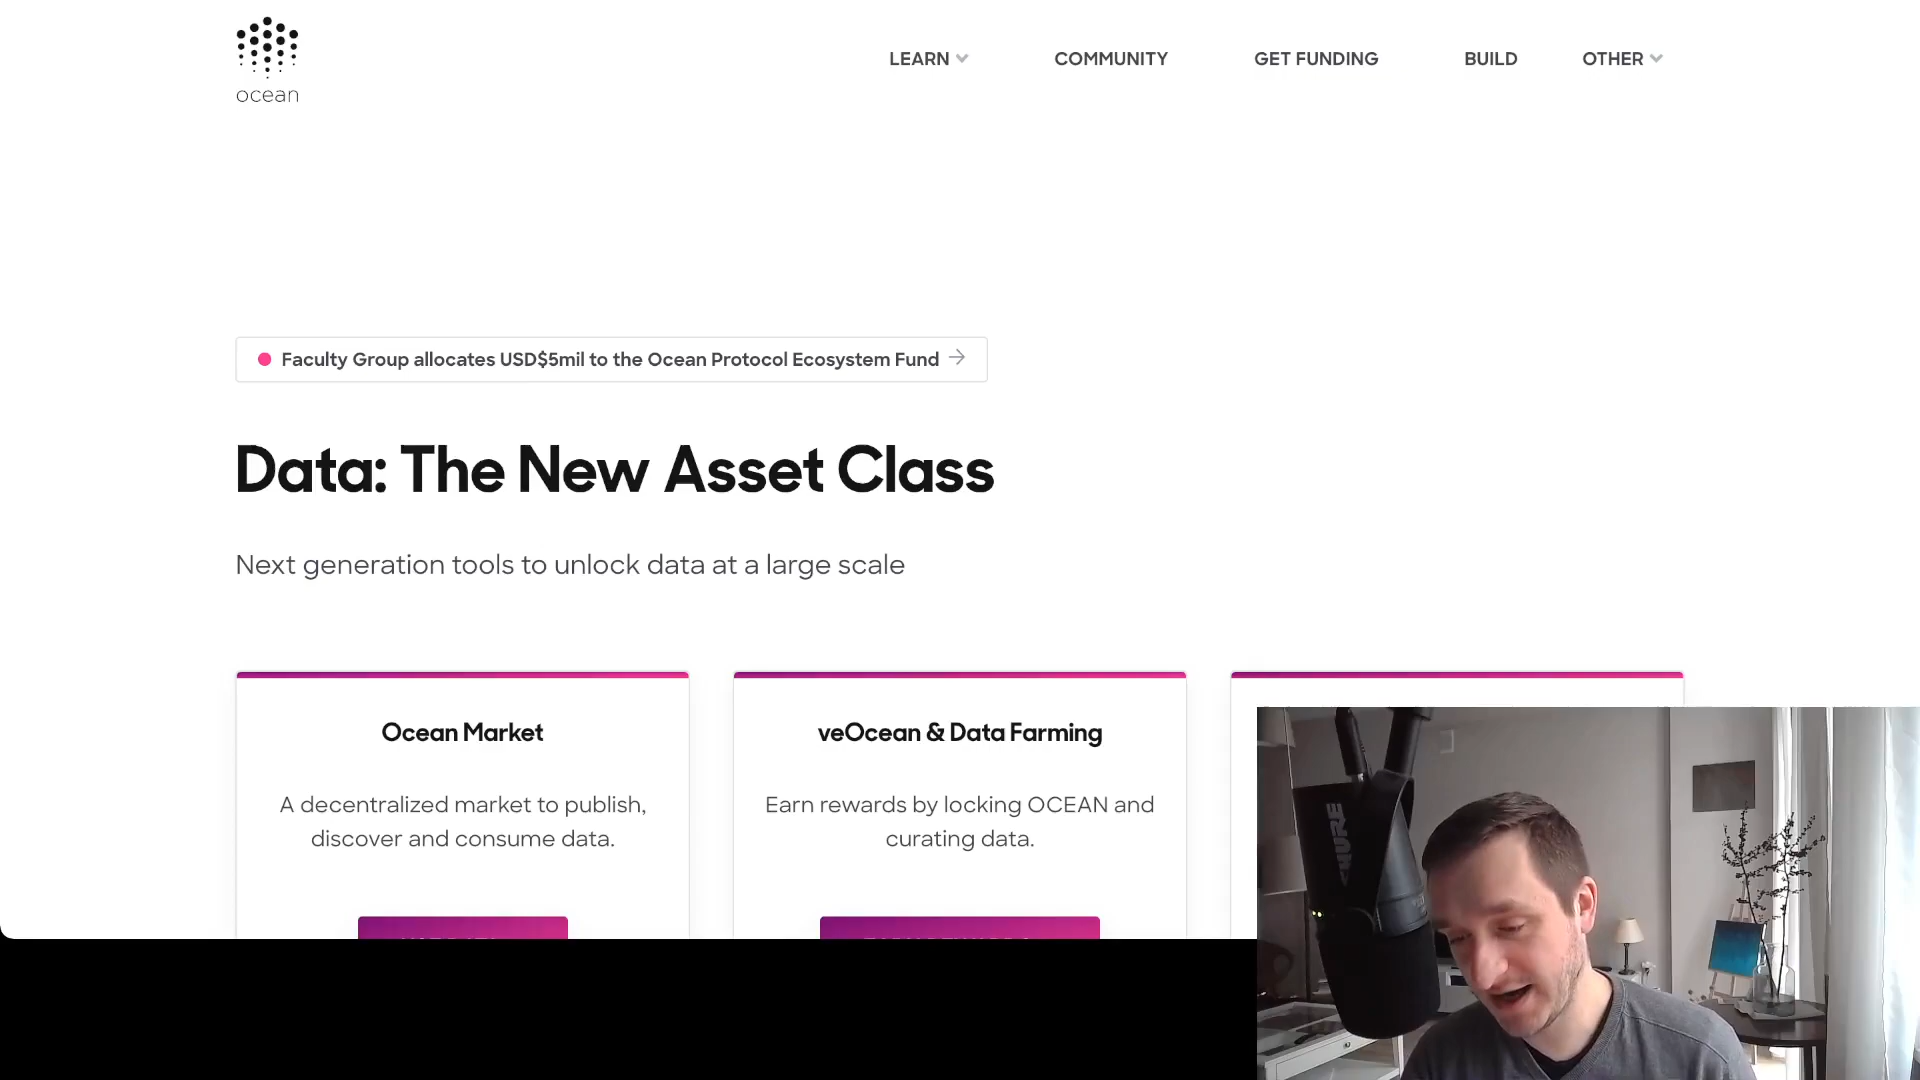 ocean
LEARN
COMMUNITY
GET FUNDING
BUILD
OTHER
Faculty Group allocates USD$5mil to the Ocean Protocol Ecosystem Fund
Data: The New Asset Class
Next generation tools to unlock data at a large scale
Ocean Market
A decentralized market to publish,
discover and consume data.
veOcean & Data Farming
Earn rewards by locking OCEAN and
curating data.
SHURE